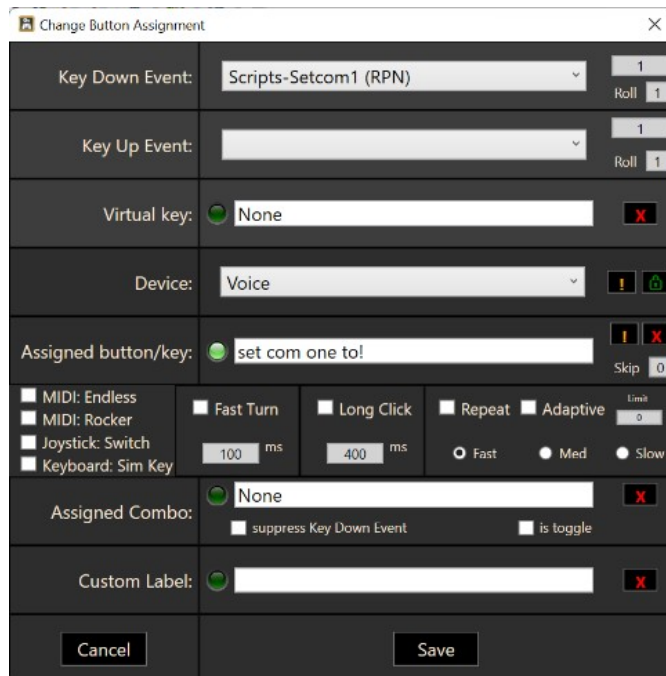 Change Button Assignment
Key Down Event:
Scripts-Setcom1 (RPN)
1
Roll 1
Key Up Event:
1
Roll 1
Virtual key:
None
X
Device:
Voice
!
Assigned button/key:
set com one to!
! X
Skip 0
MIDI: Endless
MIDI: Rocker
Joystick: Switch
Keyboard: Sim Key
Fast Turn
100 ms
Long Click
400 ms
Repeat
Adaptive
Limit
0
Fast
Med
Slow
Assigned Combo:
None
X
suppress Key Down Event
is toggle
Custom Label:
X
Cancel
Save